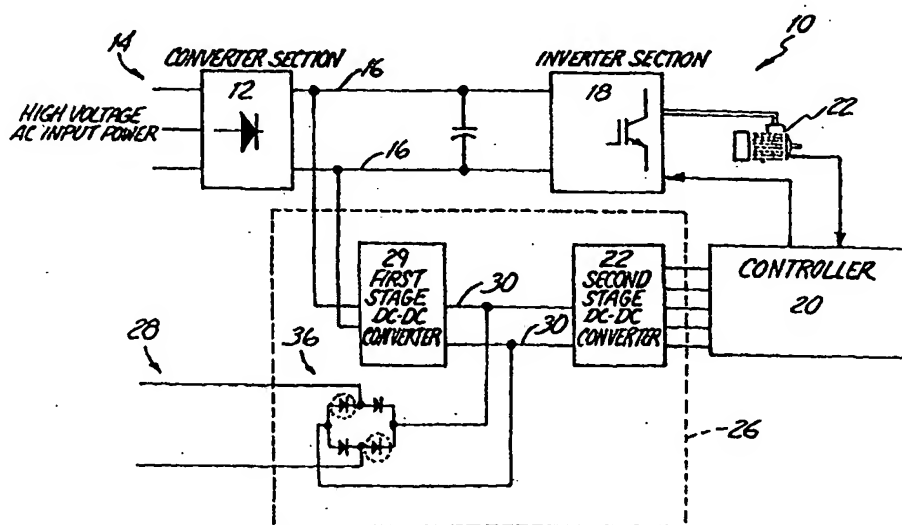 10
14
CONVERTER SECTION
12
16
INVERTER SECTION
18
22
HIGH VOLTAGE
AC INPUT POWER
16
29
FIRST
STAGE
DC-DC
CONVERTER
30
22
SECOND
STAGE
DC-DC
CONVERTER
CONTROLLER
20
30
28
36
26